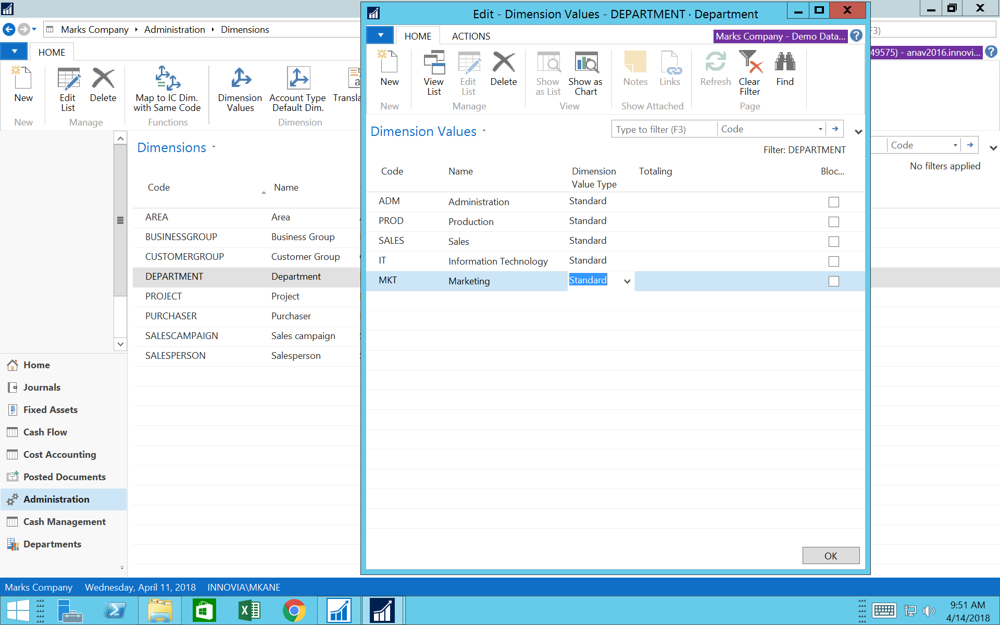 Marks Company ▸ Administration ▸ Dimensions
HOME
New
Edit
List
Delete
Map to IC Dim.
with Same Code
Dimension
Values
Account Type
Default Dim.
Transla
New
Manage
Functions
Dimension
Dimensions
Code
Name
AREA Area
BUSINESSGROUP Business Group
CUSTOMERGROUP Customer Group
DEPARTMENT Department
PROJECT Project
PURCHASER Purchaser
SALESCAMPAIGN Sales campaign
SALESPERSON Salesperson
Home
Journals
Fixed Assets
Cash Flow
Cost Accounting
Posted Documents
Administration
Cash Management
Departments
Edit - Dimension Values - DEPARTMENT · Department
HOME ACTIONS
Marks Company - Demo Data...
New
View
List
Edit
List
Delete
Show
as List
Show as
Chart
Notes
Links
Refresh
Clear
Filter
Find
New
Manage
View
Show Attached
Page
Dimension Values
Type to filter (F3) Code
Filter: DEPARTMENT
Code
Name
Dimension
Value Type
Totaling
Bloc...
ADM Administration Standard
PROD Production Standard
SALES Sales Standard
IT Information Technology Standard
MKT Marketing Standard
OK
F3)
49575) - anav2016.innovi...
Code
No filters applied
Marks Company Wednesday, April 11, 2018 INNOVIA\MKANE
9:51 AM
4/14/2018